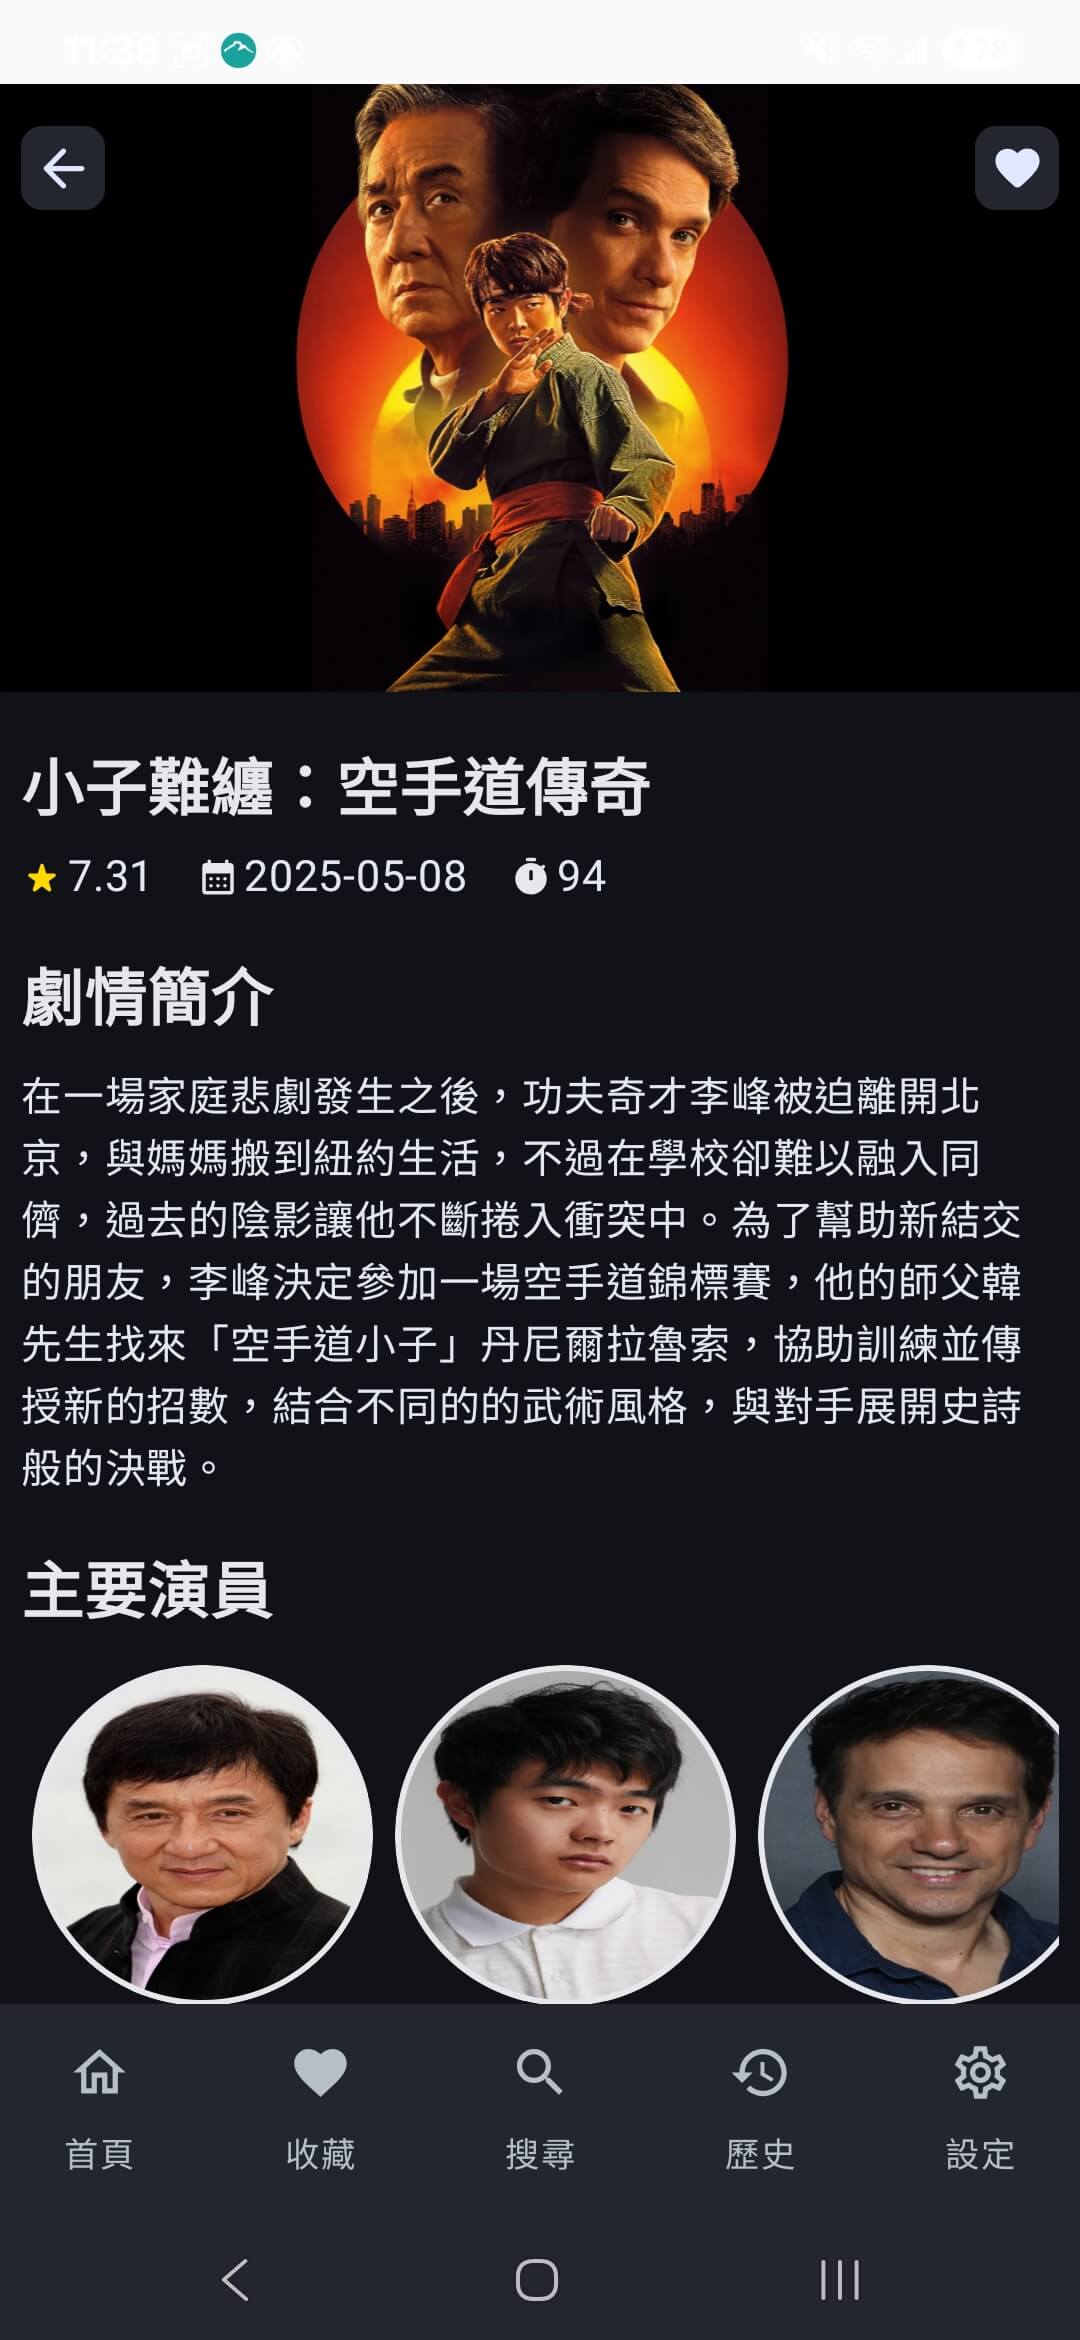 11:38
78
小子難纏：空手道傳奇
7.31 2025-05-08 94
劇情簡介
在一場家庭悲劇發生之後，功夫奇才李峰被迫離開北
京，與媽媽搬到紐約生活，不過在學校卻難以融入同
儕，過去的陰影讓他不斷捲入衝突中。為了幫助新結交
的朋友，李峰決定參加一場空手道錦標賽，他的師父韓
先生找來「空手道小子」丹尼爾拉魯索，協助訓練並傳
授新的招數，結合不同的的武術風格，與對手展開史詩
般的決戰。
主要演員
首頁 收藏 搜尋 歷史 設定